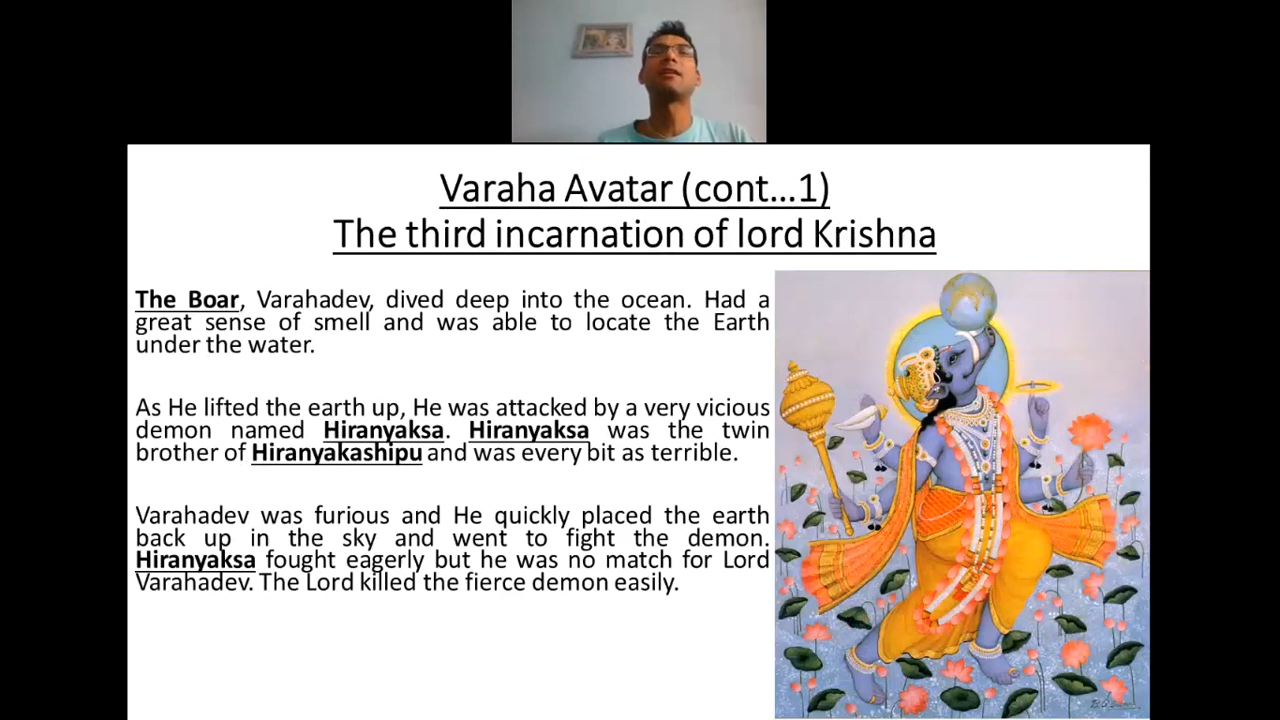 Varaha Avatar (cont...1)
The third incarnation of lord Krishna
The Boar, Varahadev, dived deep into the ocean. Had a
great sense of smell and was able to locate the Earth
under the water.
As He lifted the earth up, He was attacked by a very vicious
demon named Hiranyaksa. Hiranyaksa was the twin
brother of Hiranyakashipu and was every bit as terrible.
Varahadev was furious and He quickly placed the earth
back up in the sky and went to fight the demon.
Hiranyaksa fought eagerly but he was no match for Lord
Varahadev. The Lord killed the fierce demon easily.